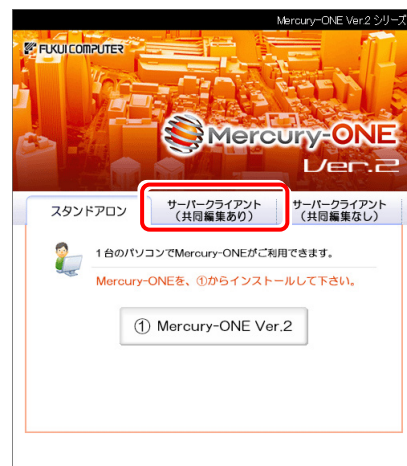 Mercury-ONE Ver.2 シリーズ
FUKUI COMPUTER
Mercury-ONE
Ver.2
スタンドアロン
サーバークライアント
(共同編集あり)
サーバークライアント
(共同編集なし)
1台のパソコンでMercury-ONEがご利用できます。
Mercury-ONEを、①からインストールして下さい。
① Mercury-ONE Ver.2